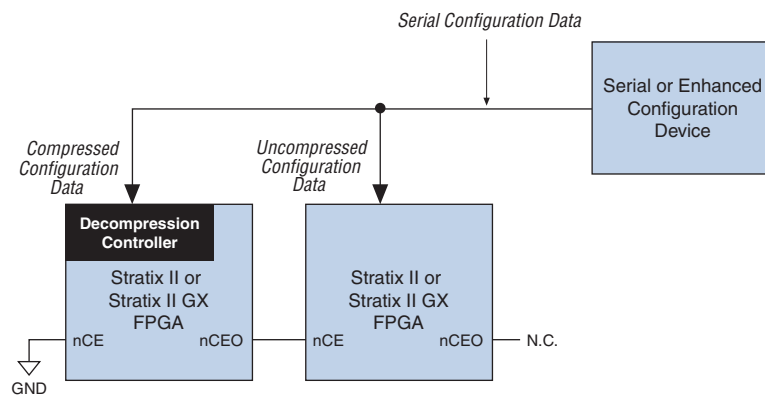 Serial Configuration Data
Serial or Enhanced
Configuration
Device
Compressed
Configuration
Data
Uncompressed
Configuration
Data
Decompression
Controller
Stratix II or
Stratix II GX
FPGA
nCE
nCEO
Stratix II or
Stratix II GX
FPGA
nCE
nCEO
N.C.
GND